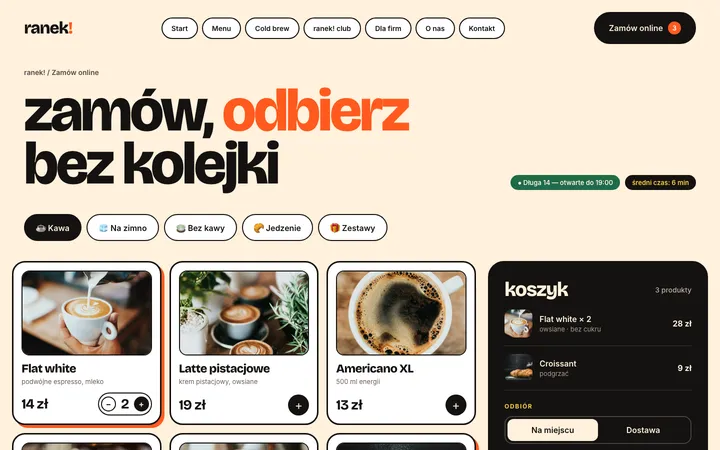 ranek!
Start
Menu
Cold brew
ranek! club
Dla firm
O nas
Kontakt
Zamów online 3
ranek! / Zamów online
zamów, odbierz
bez kolejki
● Długa 14 — otwarte do 19:00
średni czas: 6 min
Kawa
Na zimno
Bez kawy
Jedzenie
Zestawy
Flat white
podwójne espresso, mleko
14 zł
− 2 +
Latte pistacjowe
krem pistacjowy, owsiane
19 zł
+
Americano XL
500 ml energii
13 zł
+
koszyk
3 produkty
Flat white × 2
owsiane · bez cukru
28 zł
Croissant
podgrzać
9 zł
ODBIÓR
Na miejscu
Dostawa